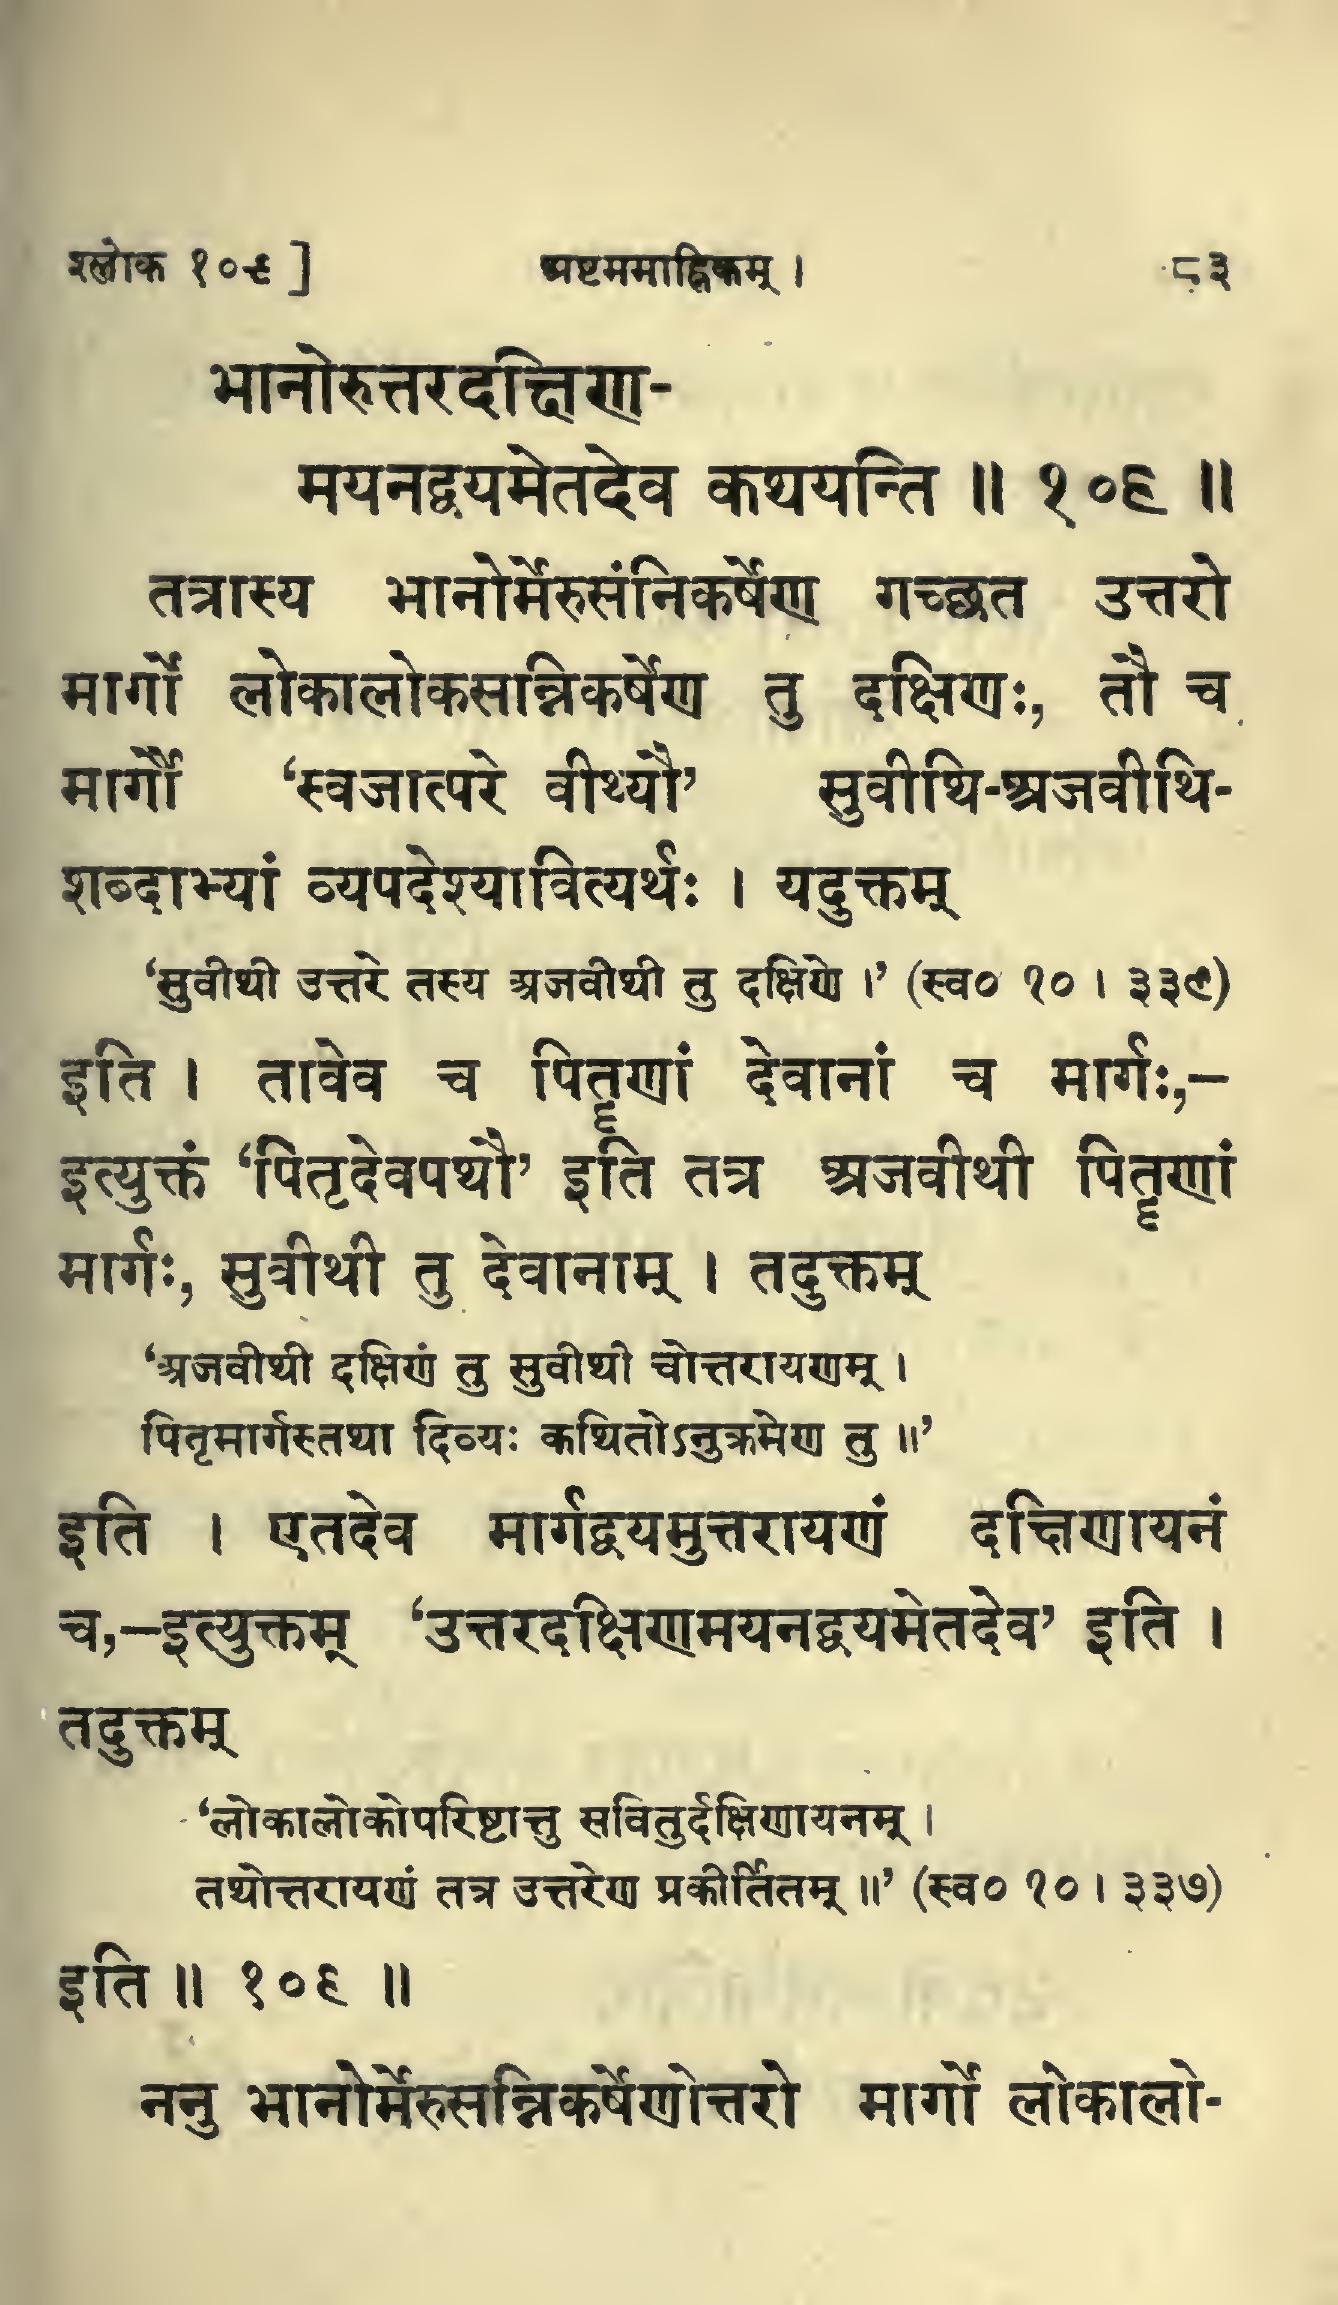 श्लोक १०९ ] अष्टममाह्निकम् । ८३
भानोरुत्तरदक्षिण-
मयनद्वयमेतदेव कथयन्ति ॥ १०९ ॥
तत्रास्य भानोर्मेरुसंनिकर्षेण गच्छत उत्तरो
मार्गो लोकालोकसन्निकर्षेण तु दक्षिणः, तौ च
मार्गौ ‘स्वजात्परे वीथ्यौ’ सुवीथि-अजवीथि-
शब्दाभ्यां व्यपदेश्यावित्यर्थः । यदुक्तम्
‘सुवीथी उत्तरे तस्य अजवीथी तु दक्षिणे ।’ (स्व० १० । ३३९)
इति । तावेव च पितॄणां देवानां च मार्गः,—
इत्युक्तं ‘पितृदेवपथौ’ इति तत्र अजवीथी पितॄणां
मार्गः, सुवीथी तु देवानाम् । तदुक्तम्
‘अजवीथी दक्षिणं तु सुवीथी चोत्तरायणम् ।
पितृमार्गस्तथा दिव्यः कथितोऽनुक्रमेण तु ॥’
इति । एतदेव मार्गद्वयमुत्तरायणं दक्षिणायनं
च,—इत्युक्तम् ‘उत्तरदक्षिणमयनद्वयमेतदेव’ इति ।
तदुक्तम्
‘लोकालोकोपरिष्टात्तु सवितुर्दक्षिणायनम् ।
तथोत्तरायणं तत्र उत्तरेण प्रकीर्तितम् ॥’ (स्व० १० । ३३७)
इति ॥ १०९ ॥
ननु भानोर्मेरुसन्निकर्षेणोत्तरो मार्गो लोकालो-